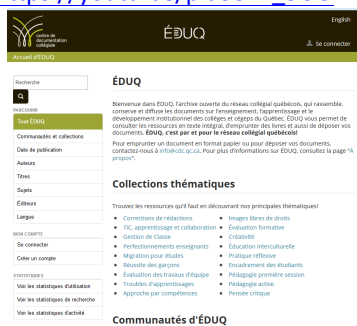 English
centre de
documentation
collégiale
ÉDUQ
Se connecter
Accueil d'ÉDUQ
Recherche
PARCOURIR
Tout ÉDUQ
Communautés et collections
Date de publication
Auteurs
Titres
Sujets
Éditeurs
Langue
MON COMPTE
Se connecter
Créer un compte
STATISTIQUES
Voir les statistiques d'utilisation
Voir les statistiques de recherche
Voir les statistiques d'activité
ÉDUQ
Bienvenue dans EDUQ, l'archive ouverte du réseau collégial québécois, qui rassemble,
conserve et diffuse les documents sur l'enseignement, l'apprentissage et le
développement institutionnel des collèges et cégeps du Québec. ÉDUQ vous permet de
consulter les ressources en texte intégral, d'emprunter des livres et aussi de déposer vos
documents. ÉDUQ, c'est par et pour le réseau collégial québécois!
Pour emprunter un document en format papier ou pour déposer vos documents,
contactez-nous à info@cdc.qc.ca. Pour plus d'informations sur ÉDUQ, consultez la page "À
propos".
Collections thématiques
Trouvez les ressources qu'il faut en découvrant nos principales thématiques!
Corrections de rédactions
TIC, apprentissage et collaboration
Gestion de Classe
Perfectionnements enseignants
Migration pour études
Réussite des garçons
Évaluation des travaux d'équipe
Troubles d'apprentissages
Approche par compétences
Images libres de droits
Évaluation formative
Créativité
Éducation interculturelle
Pratique réflexive
Encadrement des étudiants
Pédagogie première session
Pédagogie active
Pensée critique
Communautés d'ÉDUQ